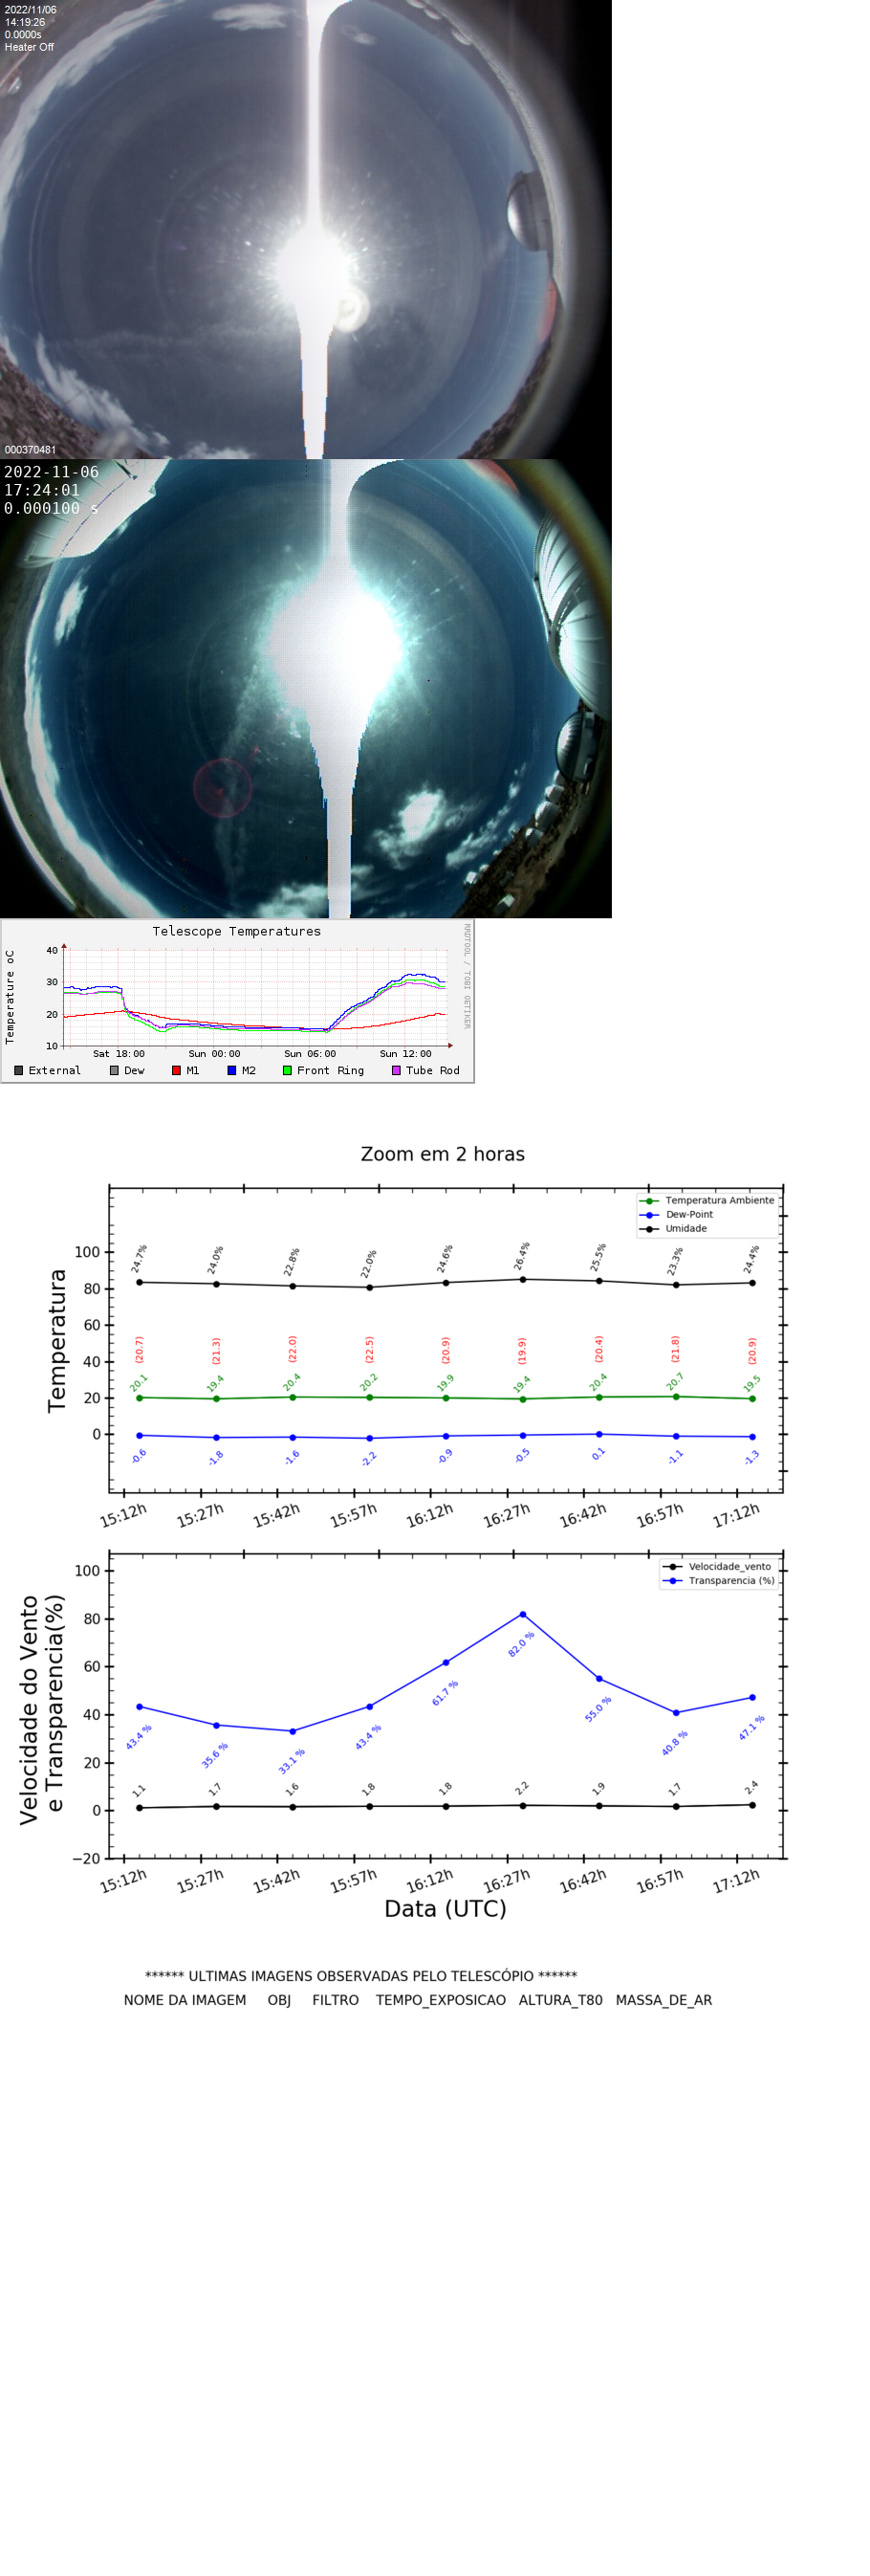 2022/11/06
14:19:26
0.0000s
Heater Off
000370481
2022-11-06
17:24:01
0.000100 s
Telescope Temperatures
RRDTOOL / TOBI OETIKER
Temperature oC
40
30
20
10
Sat 18:00 Sun 00:00 Sun 06:00 Sun 12:00
External Dew M1 M2 Front Ring Tube Rod
Zoom em 2 horas
Temperatura
Temperatura Ambiente
Dew-Point
Umidade
100
80
60
40
20
0
24.7% 24.0% 22.8% 22.0% 24.6% 26.4% 25.5% 23.3% 24.4%
(20.7) (21.3) (22.0) (22.5) (20.9) (19.9) (20.4) (21.8) (20.9)
20.1 19.4 20.4 20.2 19.9 19.4 20.4 20.7 19.5
-0.6 -1.8 -1.6 -2.2 -0.9 -0.5 0.1 -1.1 -1.3
15:12h 15:27h 15:42h 15:57h 16:12h 16:27h 16:42h 16:57h 17:12h
Velocidade do Vento
e Transparencia(%)
Velocidade_vento
Transparencia (%)
100
80
60
40
20
0
−20
43.4 % 35.6 % 33.1 % 43.4 % 61.7 % 82.0 % 55.0 % 40.8 % 47.1 %
1.1 1.7 1.6 1.8 1.8 2.2 1.9 1.7 2.4
15:12h 15:27h 15:42h 15:57h 16:12h 16:27h 16:42h 16:57h 17:12h
Data (UTC)
****** ULTIMAS IMAGENS OBSERVADAS PELO TELESCÓPIO ******
NOME DA IMAGEM OBJ FILTRO TEMPO_EXPOSICAO ALTURA_T80 MASSA_DE_AR